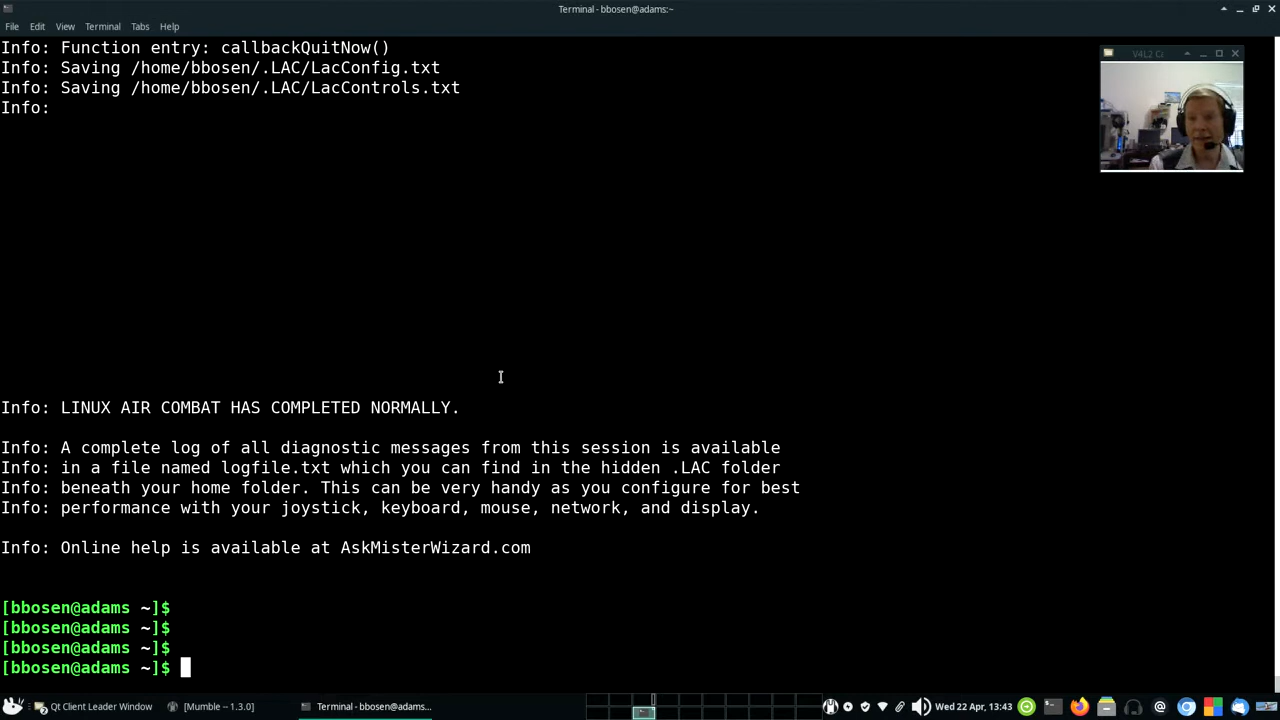 Terminal - bbosen@adams:~
File Edit View Terminal Tabs Help
Info: Function entry: callbackQuitNow()
Info: Saving /home/bbosen/.LAC/LacConfig.txt
Info: Saving /home/bbosen/.LAC/LacControls.txt
Info:
V4L2 Co
Info: LINUX AIR COMBAT HAS COMPLETED NORMALLY.
Info: A complete log of all diagnostic messages from this session is available
Info: in a file named logfile.txt which you can find in the hidden .LAC folder
Info: beneath your home folder. This can be very handy as you configure for best
Info: performance with your joystick, keyboard, mouse, network, and display.
Info: Online help is available at AskMisterWizard.com
[bbosen@adams ~]$
[bbosen@adams ~]$
[bbosen@adams ~]$
[bbosen@adams ~]$
Qt Client Leader Window [Mumble -- 1.3.0] Terminal - bbosen@adams... Wed 22 Apr, 13:43